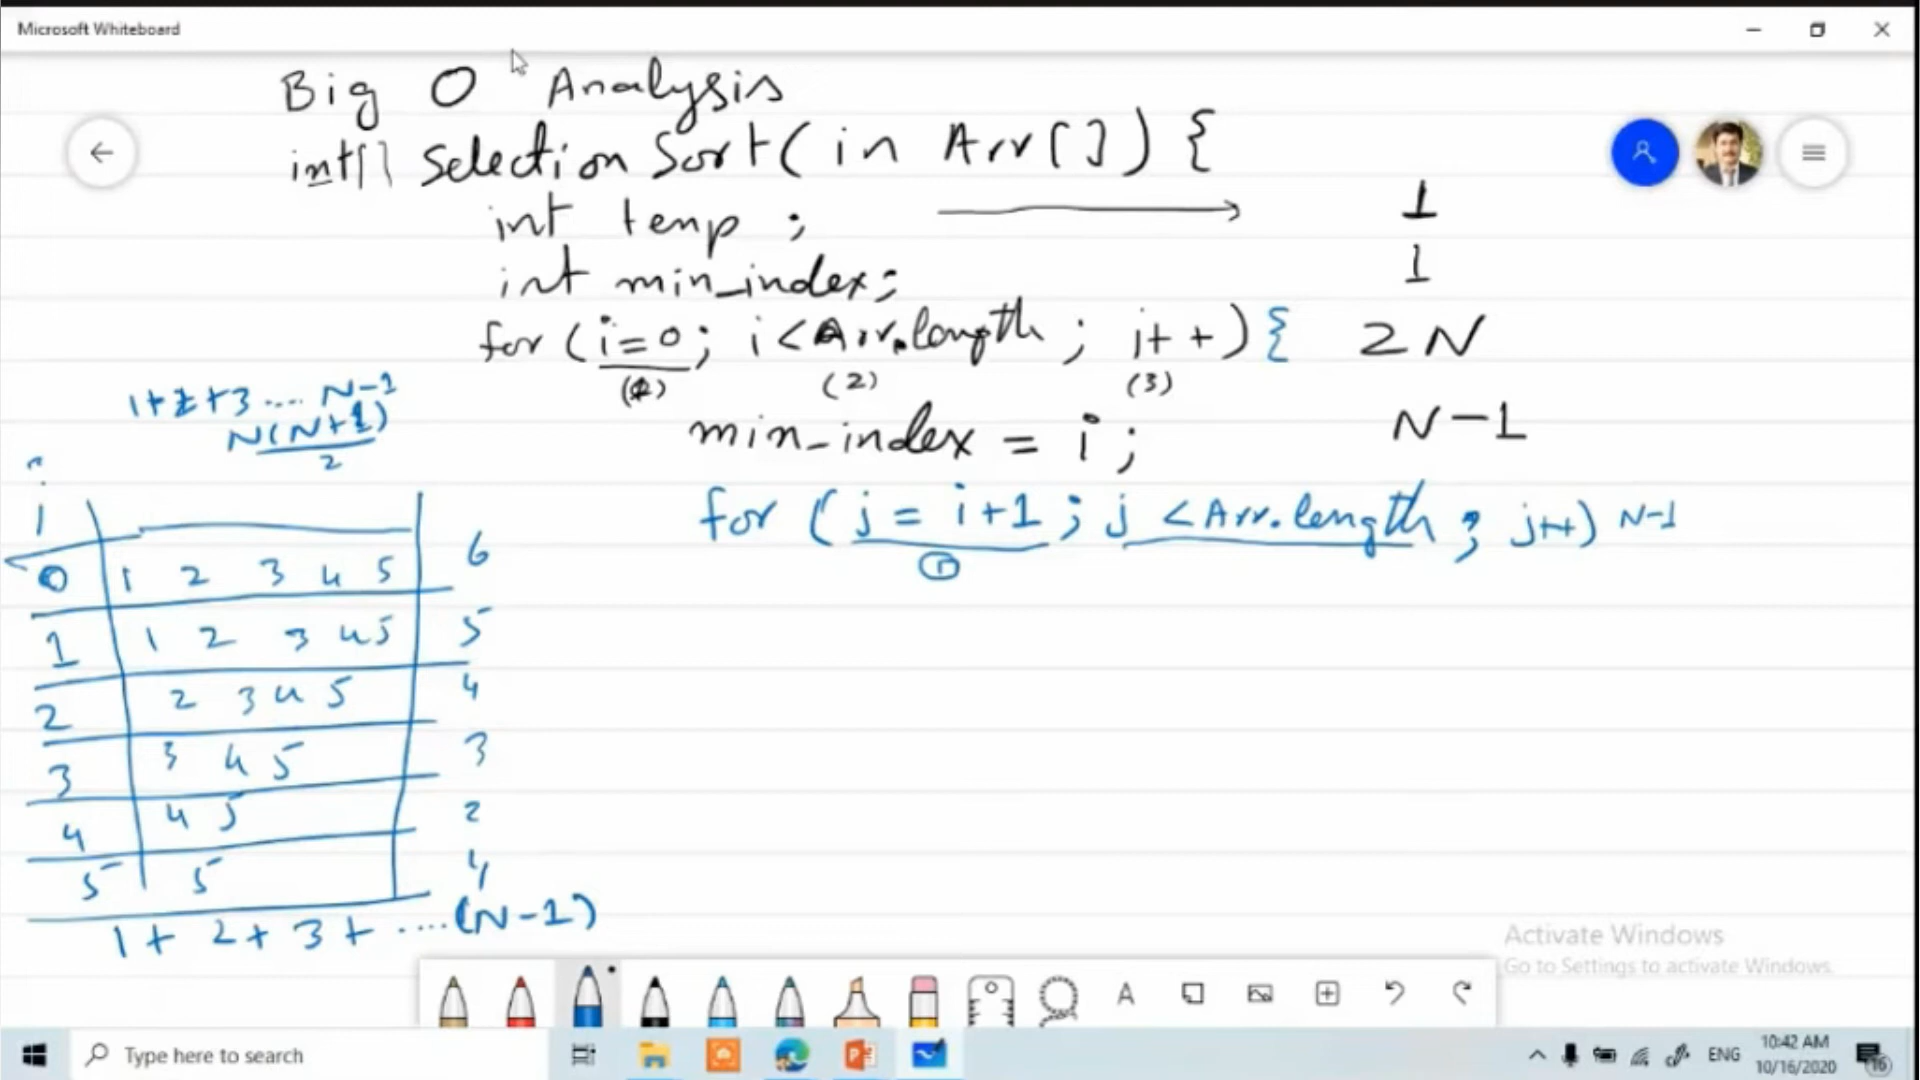 Microsoft Whiteboard
Big O Analysis
int[] Selection Sort( in Arr[]) {
int temp ; 1
int min_index; 1
for (i=0; i<Arr.length ; i++){ 2N
(1) (2) (3)
min_index = i ; N-1
for ( j = i+1 ; j <Arr.length ; j++) N-1
1
1+2+3.... N-1
N(N+1)
2
i
0 1 2 3 4 5 6
1 1 2 3 4 5 5
2 2 3 4 5 4
3 3 4 5 3
4 4 5 2
5 5
1+ 2+ 3+ ....(N-1)
A
Activate Windows
Go to Settings to activate Windows.
Type here to search
ENG
10:42 AM
10/16/2020
16